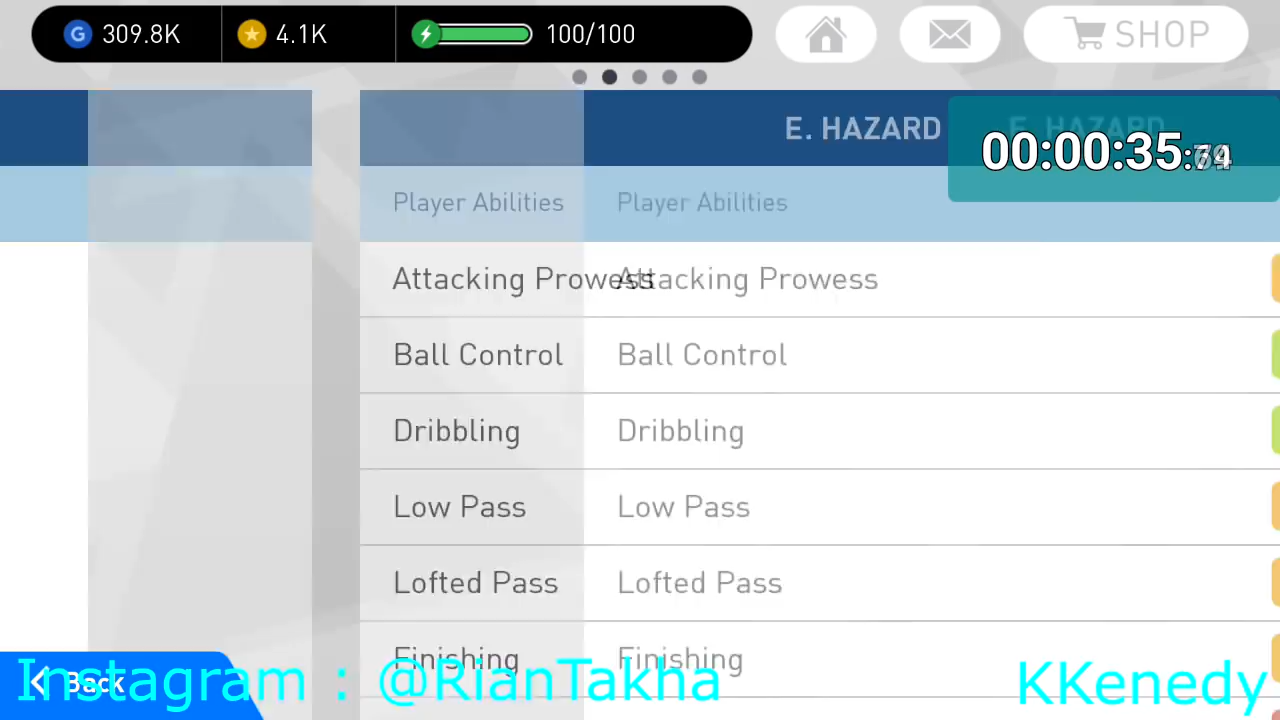 309.8K 4.1K 100/100 SHOP
E. HAZARD E. HAZARD
00:00:35
Player Abilities Player Abilities
Attacking Prowess Attacking Prowess
Ball Control Ball Control
Dribbling Dribbling
Low Pass Low Pass
Lofted Pass Lofted Pass
Finishing Finishing
Back
Instagram : @RianTakha KKenedy